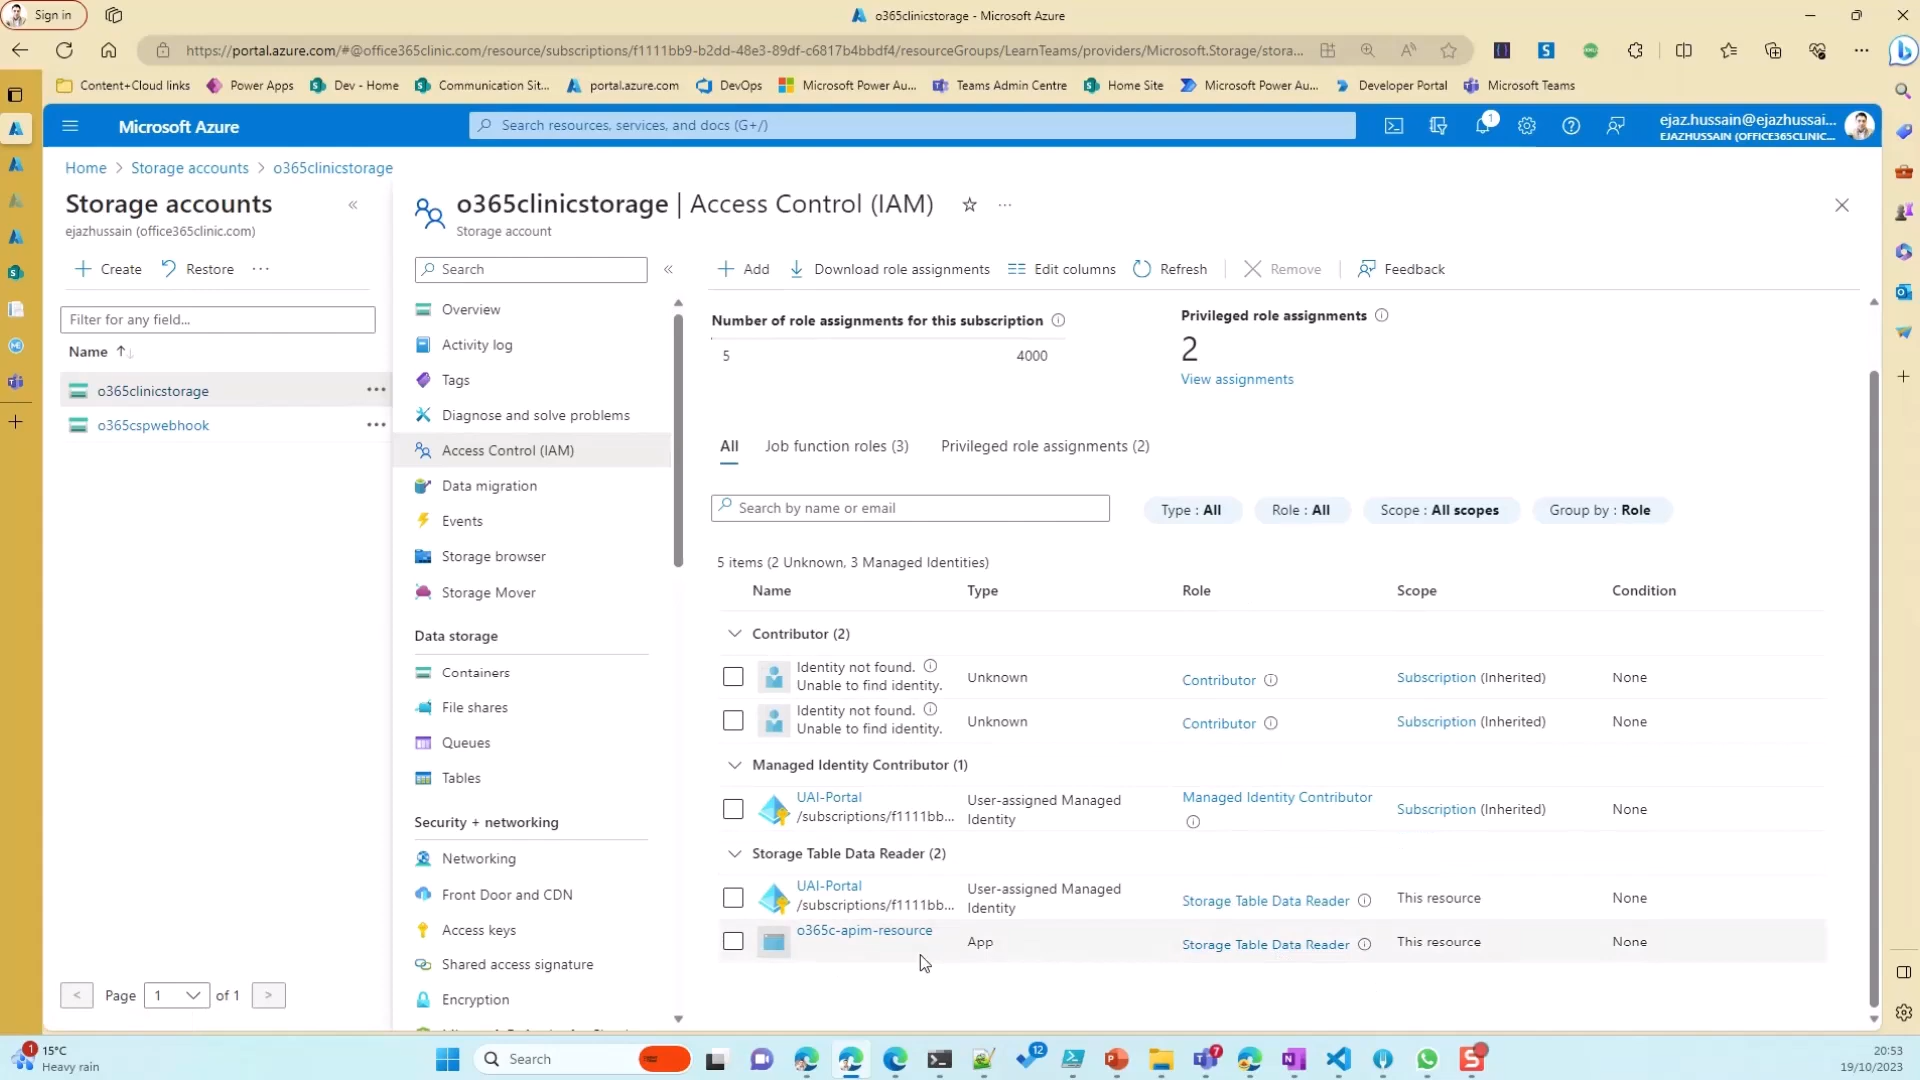 Sign in
o365clinicstorage - Microsoft Azure
https://portal.azure.com/#@office365clinic.com/resource/subscriptions/f1111bb9-b2dd-48e3-89df-c6817b4bbdf4/resourceGroups/LearnTeams/providers/Microsoft.Storage/stora...
Content+Cloud links
Power Apps
Dev - Home
Communication Sit...
portal.azure.com
DevOps
Microsoft Power Au...
Teams Admin Centre
Home Site
Microsoft Power Au...
Developer Portal
Microsoft Teams
Microsoft Azure
Search resources, services, and docs (G+/)
1
ejaz.hussain@ejazhussai...
EJAZHUSSAIN (OFFICE365CLINIC...
Home > Storage accounts > o365clinicstorage
Storage accounts
ejazhussain (office365clinic.com)
Create
Restore
Filter for any field...
Name
o365clinicstorage
o365cspwebhook
< Page 1 of 1 >
o365clinicstorage | Access Control (IAM)
Storage account
Search
Overview
Activity log
Tags
Diagnose and solve problems
Access Control (IAM)
Data migration
Events
Storage browser
Storage Mover
Data storage
Containers
File shares
Queues
Tables
Security + networking
Networking
Front Door and CDN
Access keys
Shared access signature
Encryption
Add
Download role assignments
Edit columns
Refresh
Remove
Feedback
Number of role assignments for this subscription
5 4000
Privileged role assignments
2
View assignments
All
Job function roles (3)
Privileged role assignments (2)
Search by name or email
Type : All
Role : All
Scope : All scopes
Group by : Role
5 items (2 Unknown, 3 Managed Identities)
Name Type Role Scope Condition
Contributor (2)
Identity not found.
Unable to find identity.
Unknown
Contributor
Subscription (Inherited)
None
Identity not found.
Unable to find identity.
Unknown
Contributor
Subscription (Inherited)
None
Managed Identity Contributor (1)
UAI-Portal
/subscriptions/f1111bb...
User-assigned Managed
Identity
Managed Identity Contributor
Subscription (Inherited)
None
Storage Table Data Reader (2)
UAI-Portal
/subscriptions/f1111bb...
User-assigned Managed
Identity
Storage Table Data Reader
This resource
None
o365c-apim-resource
App
Storage Table Data Reader
This resource
None
1
15°C
Heavy rain
Search
12
7
20:53
19/10/2023